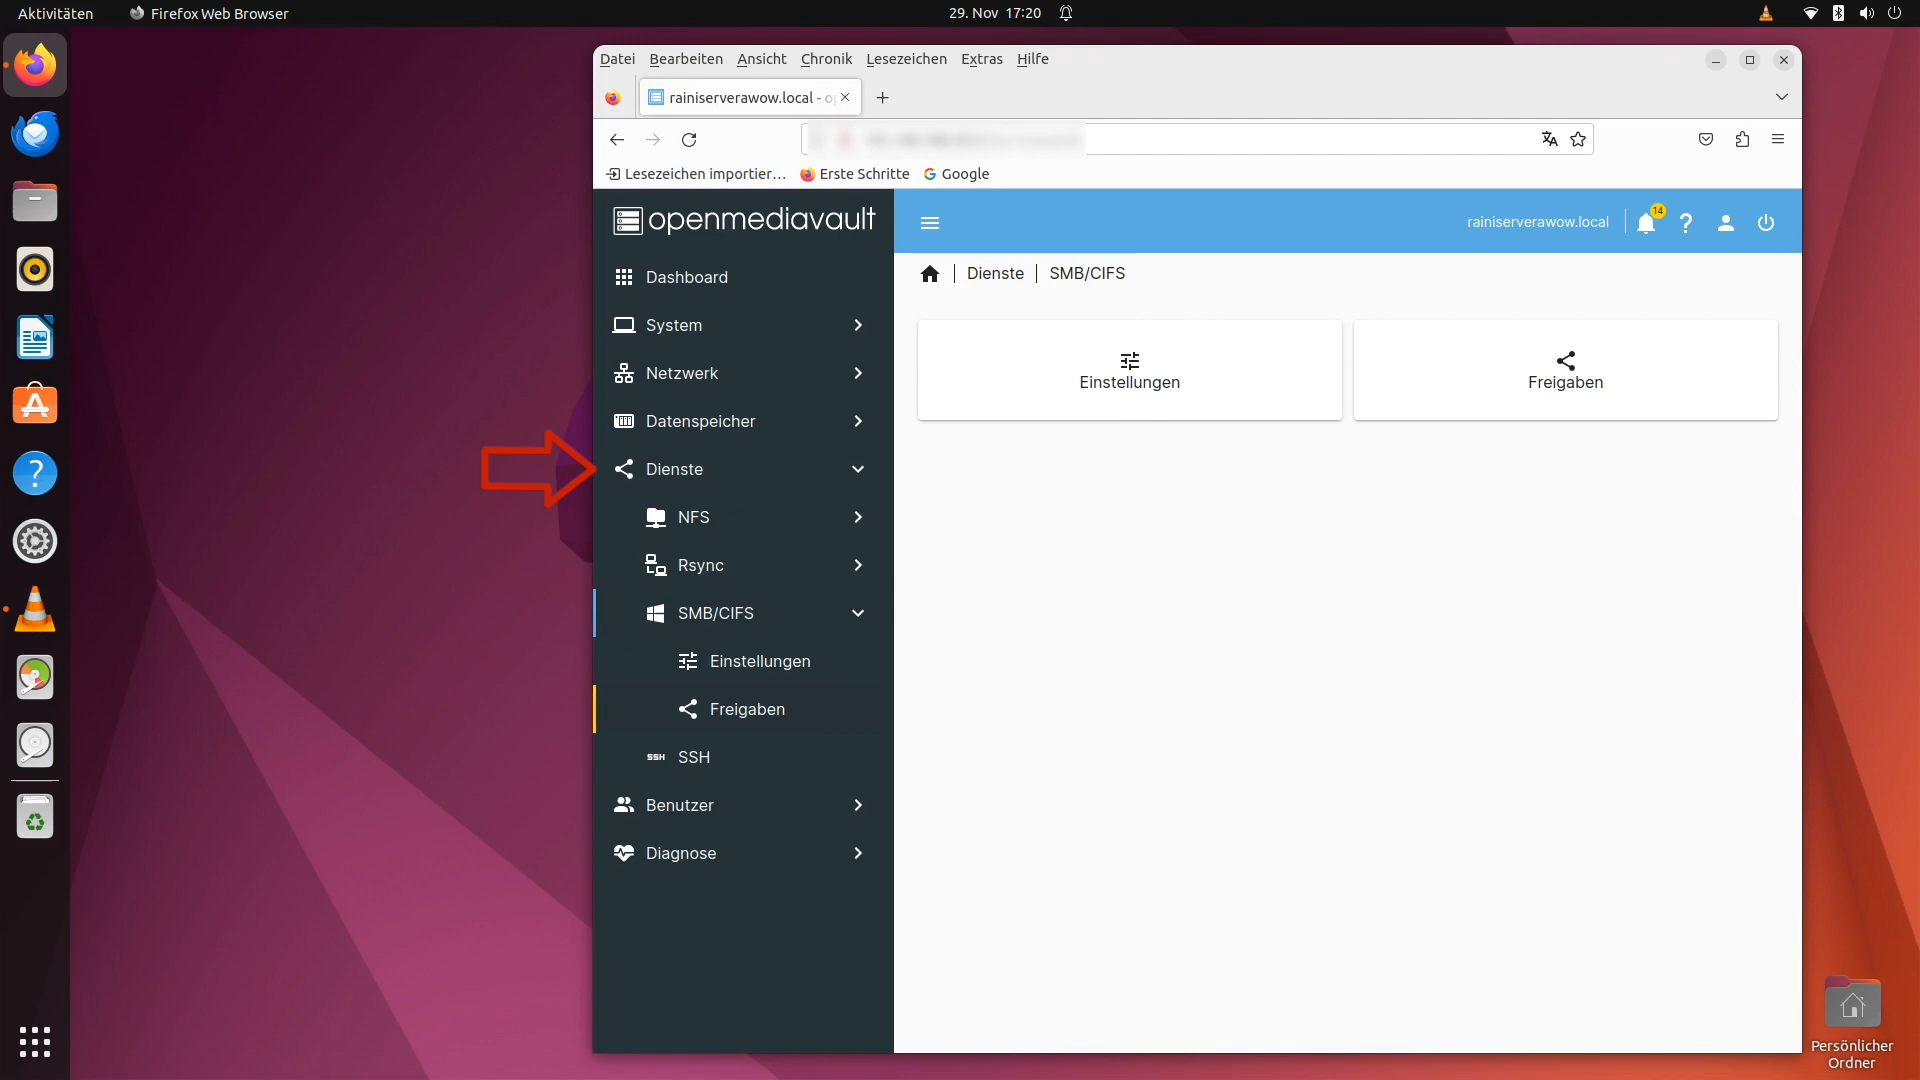 Aktivitäten
Firefox Web Browser
29. Nov 17:20
Datei Bearbeiten Ansicht Chronik Lesezeichen Extras Hilfe
rainiserverawow.local -
Lesezeichen importier… Erste Schritte Google
openmediavault
rainiserverawow.local
14
Dienste
SMB/CIFS
Einstellungen
Freigaben
Dashboard
System
Netzwerk
Datenspeicher
Dienste
NFS
Rsync
SMB/CIFS
Einstellungen
Freigaben
SSH SSH
Benutzer
Diagnose
Persönlicher
Ordner